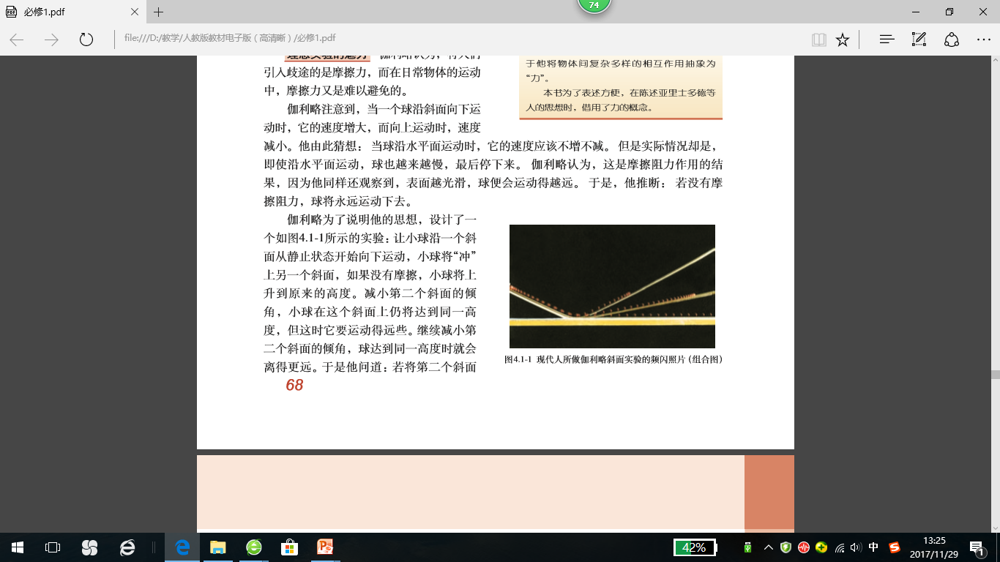 必修1.pdf
74
file:///D:/教学/人教版教材电子版（高清晰）/必修1.pdf
理想实验的魅力 伽利略认为，将人们
引入歧途的是摩擦力，而在日常物体的运动
中，摩擦力又是难以避免的。
伽利略注意到，当一个球沿斜面向下运
动时，它的速度增大，而向上运动时，速度
减小。他由此猜想：当球沿水平面运动时，它的速度应该不增不减。但是实际情况却是，
即使沿水平面运动，球也越来越慢，最后停下来。伽利略认为，这是摩擦阻力作用的结
果，因为他同样还观察到，表面越光滑，球便会运动得越远。于是，他推断：若没有摩
擦阻力，球将永远运动下去。
于他将物体间复杂多样的相互作用抽象为
“力”。
本书为了表述方便，在陈述亚里士多德等
人的思想时，借用了力的概念。
伽利略为了说明他的思想，设计了一
个如图4.1-1所示的实验：让小球沿一个斜
面从静止状态开始向下运动，小球将“冲”
上另一个斜面，如果没有摩擦，小球将上
升到原来的高度。减小第二个斜面的倾
角，小球在这个斜面上仍将达到同一高
度，但这时它要运动得远些。继续减小第
二个斜面的倾角，球达到同一高度时就会
离得更远。于是他问道：若将第二个斜面
图4.1-1 现代人所做伽利略斜面实验的频闪照片（组合图）
68
42%
中
13:25
2017/11/29
1